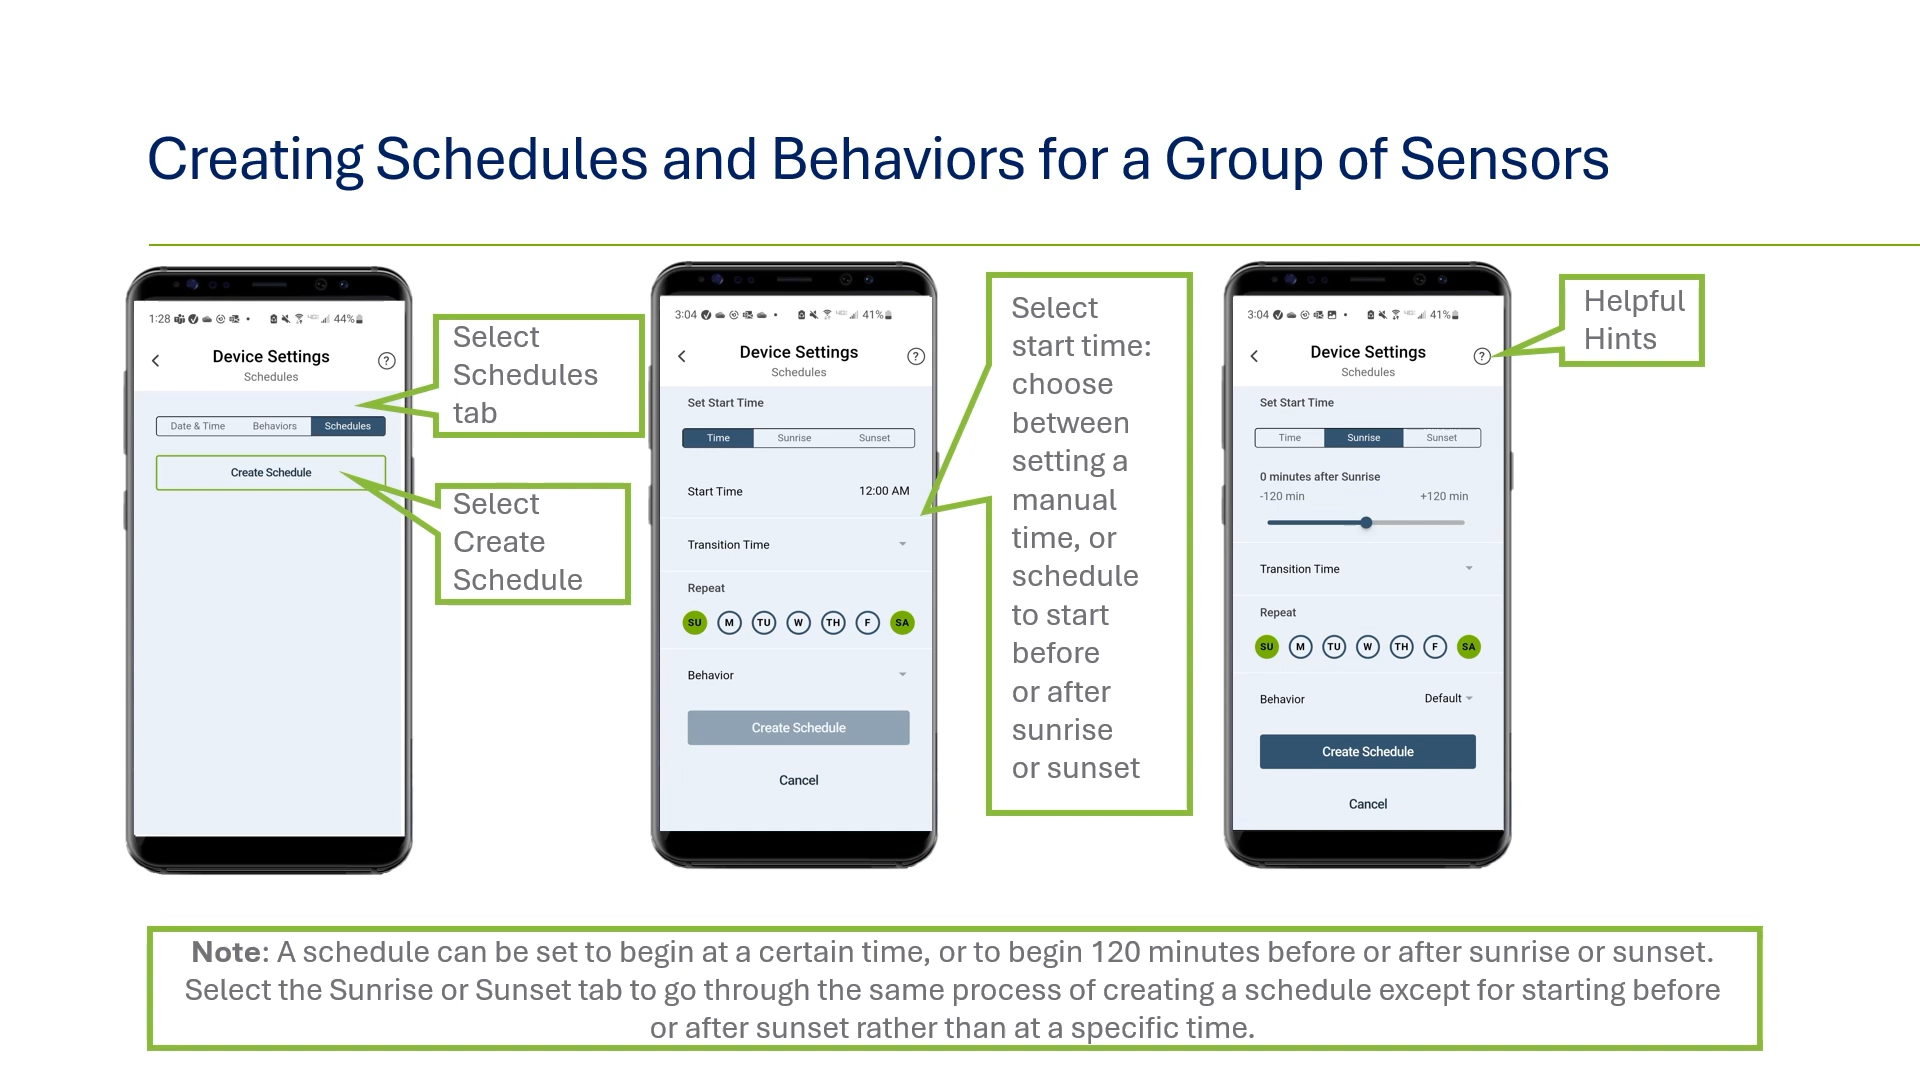 Creating Schedules and Behaviors for a Group of Sensors
1:28
44%
Device Settings
Schedules
?
Date & Time
Behaviors
Schedules
Create Schedule
Select
Schedules
tab
Select
Create
Schedule
3:04
41%
Device Settings
Schedules
?
Set Start Time
Time
Sunrise
Sunset
Start Time
12:00 AM
Transition Time
Repeat
SU M TU W TH F SA
Behavior
Create Schedule
Cancel
Select
start time:
choose
between
setting a
manual
time, or
schedule
to start
before
or after
sunrise
or sunset
3:04
41%
Device Settings
Schedules
?
Set Start Time
Time
Sunrise
Sunset
0 minutes after Sunrise
-120 min
+120 min
Transition Time
Repeat
SU M TU W TH F SA
Behavior
Default
Create Schedule
Cancel
Helpful
Hints
Note: A schedule can be set to begin at a certain time, or to begin 120 minutes before or after sunrise or sunset.
Select the Sunrise or Sunset tab to go through the same process of creating a schedule except for starting before
or after sunset rather than at a specific time.